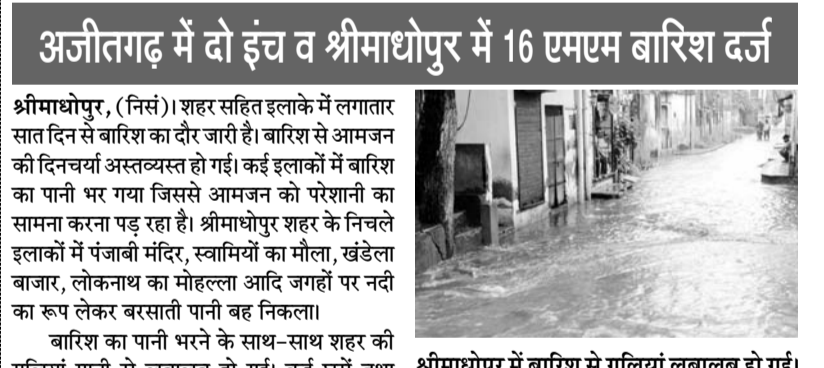 अजीतगढ़ में दो इंच व श्रीमाधोपुर में 16 एमएम बारिश दर्ज
श्रीमाधोपुर, (निसं)। शहर सहित इलाके में लगातार
सात दिन से बारिश का दौर जारी है। बारिश से आमजन
की दिनचर्या अस्तव्यस्त हो गई। कई इलाकों में बारिश
का पानी भर गया जिससे आमजन को परेशानी का
सामना करना पड़ रहा है। श्रीमाधोपुर शहर के निचले
इलाकों में पंजाबी मंदिर, स्वामियों का मौला, खंडेला
बाजार, लोकनाथ का मोहल्ला आदि जगहों पर नदी
का रूप लेकर बरसाती पानी बह निकला।
बारिश का पानी भरने के साथ-साथ शहर की
श्रीमाधोपुर में बारिश से गलियां लबालब हो गई।